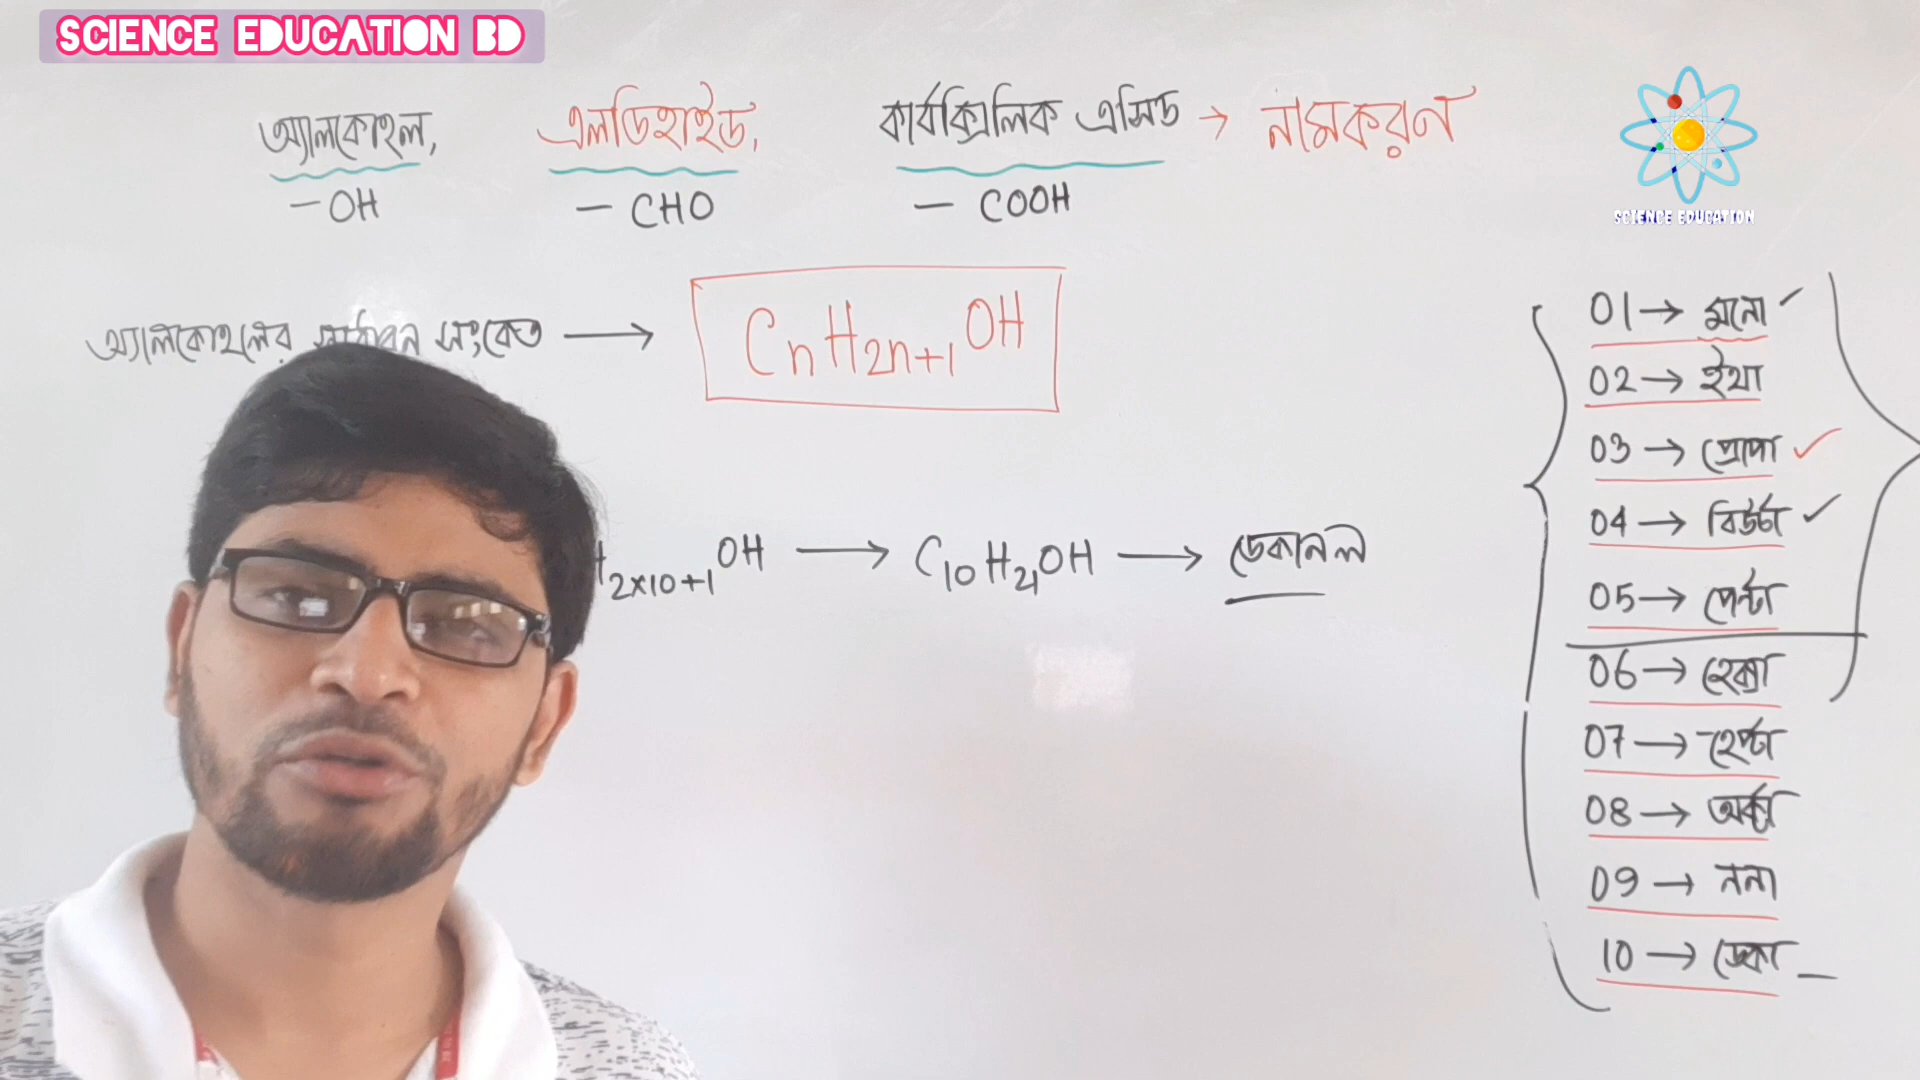 SCIENCE EDUCATION BD
অ্যালকোহল, এলডিহাইড, কার্বক্সিলিক এসিড → নামকরণ
– OH – CHO – COOH
SCIENCE EDUCATION
অ্যালকোহলের সাধারন সংকেত ⟶ CnH2n+1OH
H2×10+1OH ⟶ C10H21OH ⟶ ডেকানল
01 → মনো ✓
02 → ইথা
03 → প্রোপা ✓
04 → বিউটা ✓
05 → পেন্টা
06 → হেক্সা
07 → হেপ্টা
08 → অক্টা
09 → ননা
10 → ডেকা